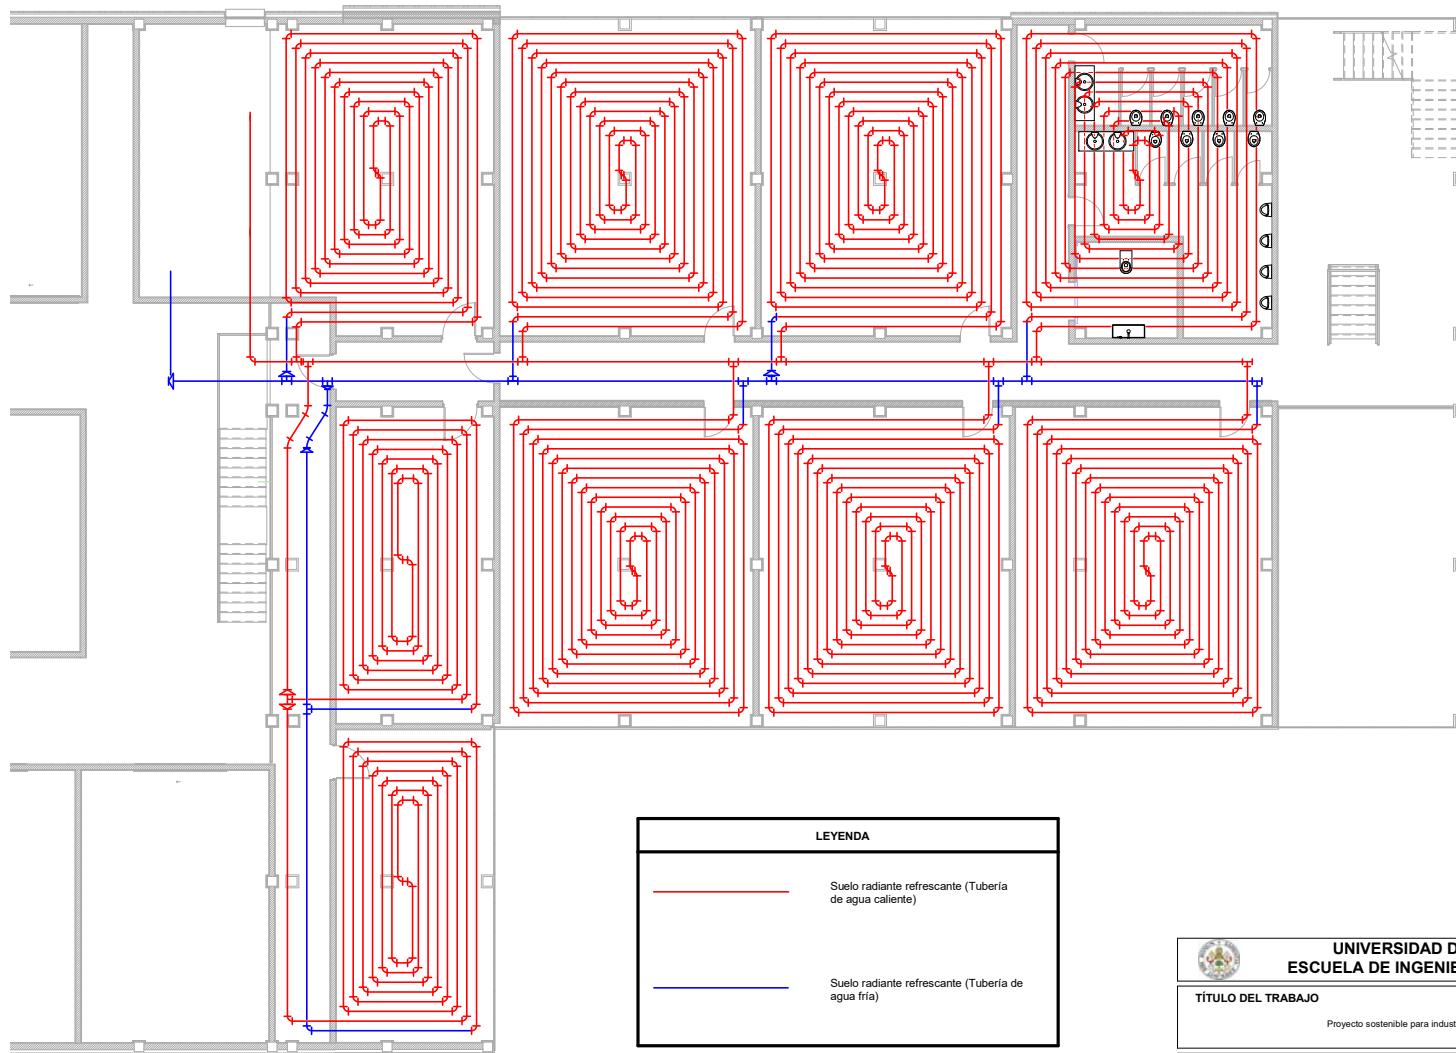 LEYENDA
Suelo radiante refrescante (Tubería
de agua caliente)
Suelo radiante refrescante (Tubería de
agua fría)
UNIVERSIDAD D
ESCUELA DE INGENIE
TÍTULO DEL TRABAJO
Proyecto sostenible para indust